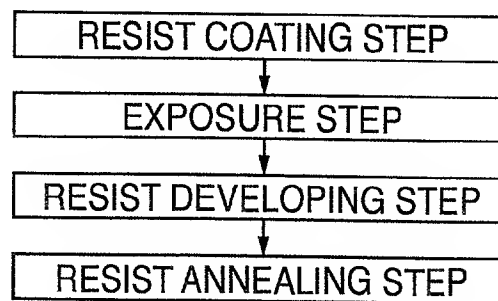 RESIST COATING STEP
EXPOSURE STEP
RESIST DEVELOPING STEP
RESIST ANNEALING STEP